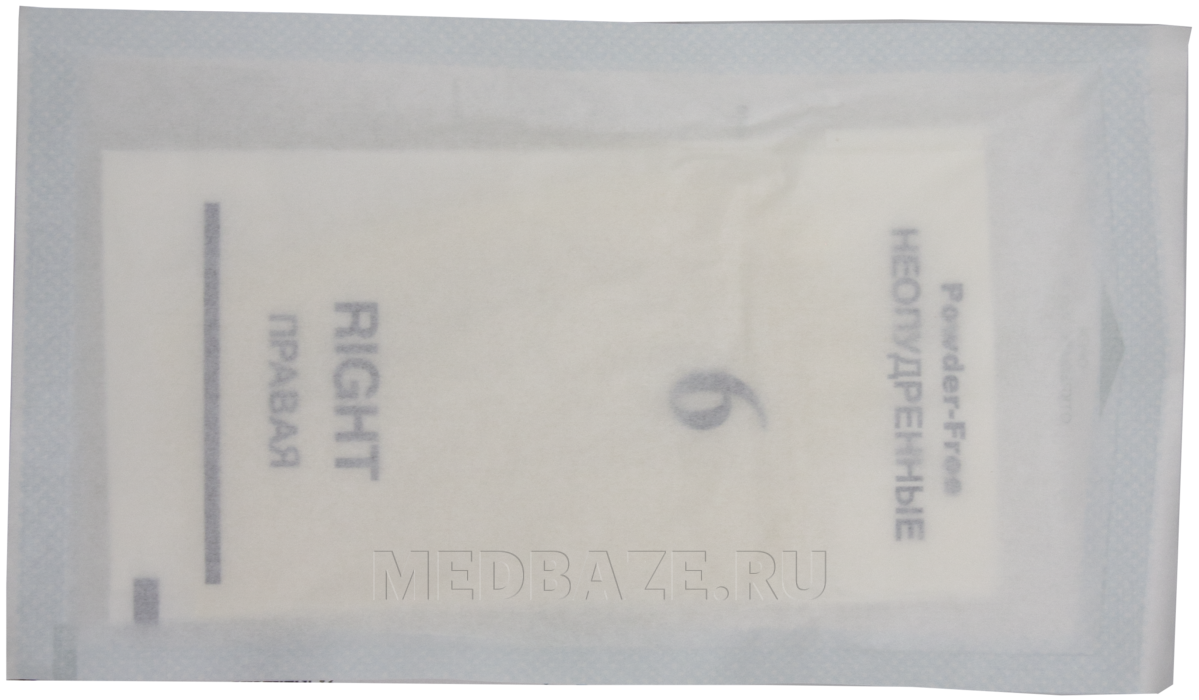 Powder-Free
НЕОПУДРЕННЫЕ
6
RIGHT
ПРАВАЯ
MEDBAZE.RU